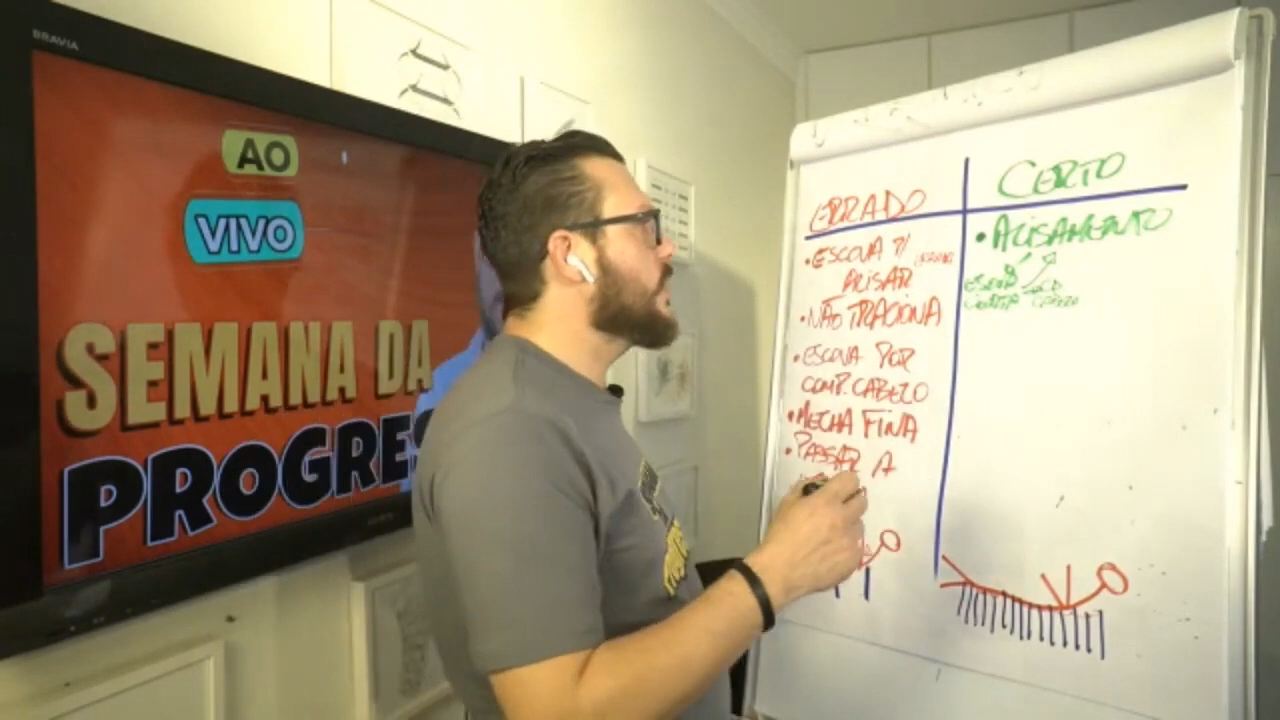 BRAVIA
AO
VIVO
SEMANA DA
PROGRES
ERRADO
• ESCOVA P/
ALISAR
• NÃO TRACIONA
• ESCOVA POR
COMP. CABELO
• MECHA FINA
• PASSAR A
CERTO
• ALISAMENTO